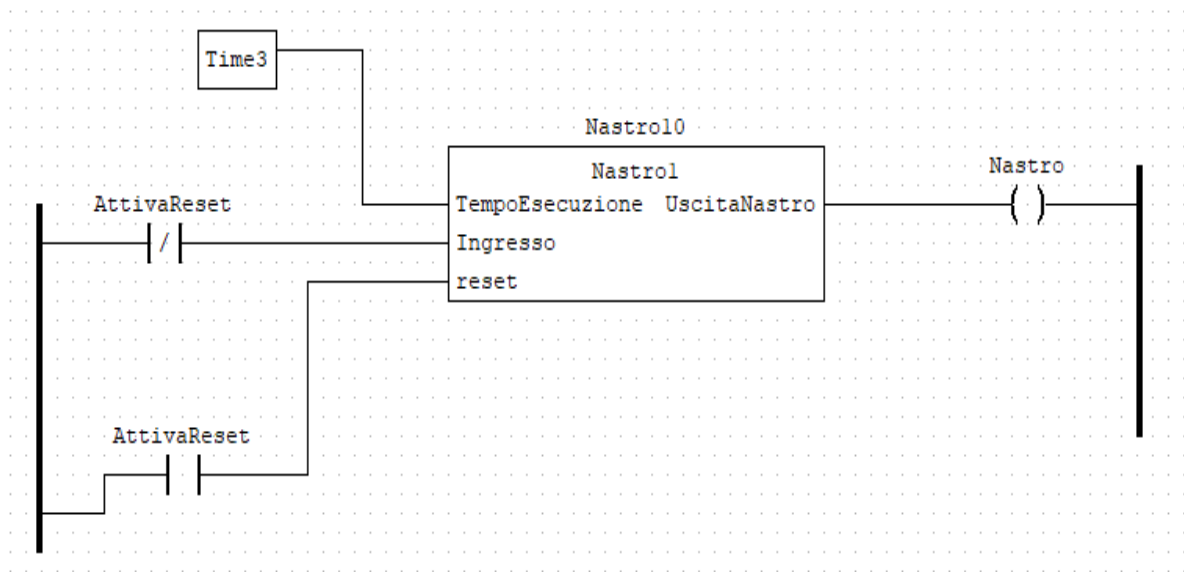 Time3
Nastro10
Nastro1
Nastro
AttivaReset
TempoEsecuzione UscitaNastro
/
Ingresso
reset
AttivaReset